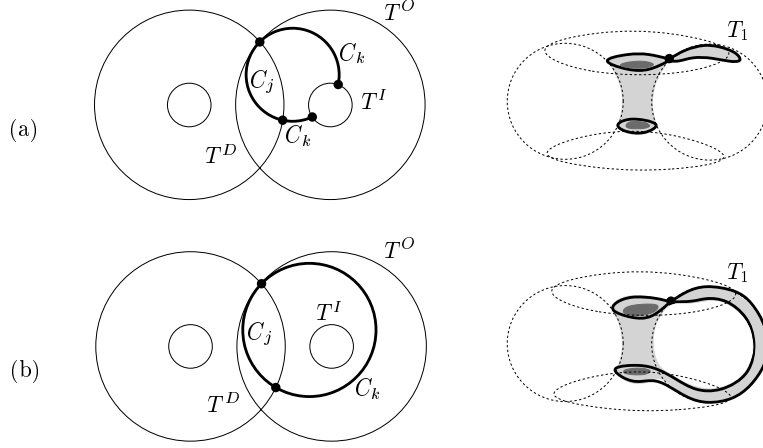 T^O
C_k
C_j
T^I
(a)
C_k
T^D
T_1
T^O
T_1
T^I
C_j
(b)
C_k
T^D